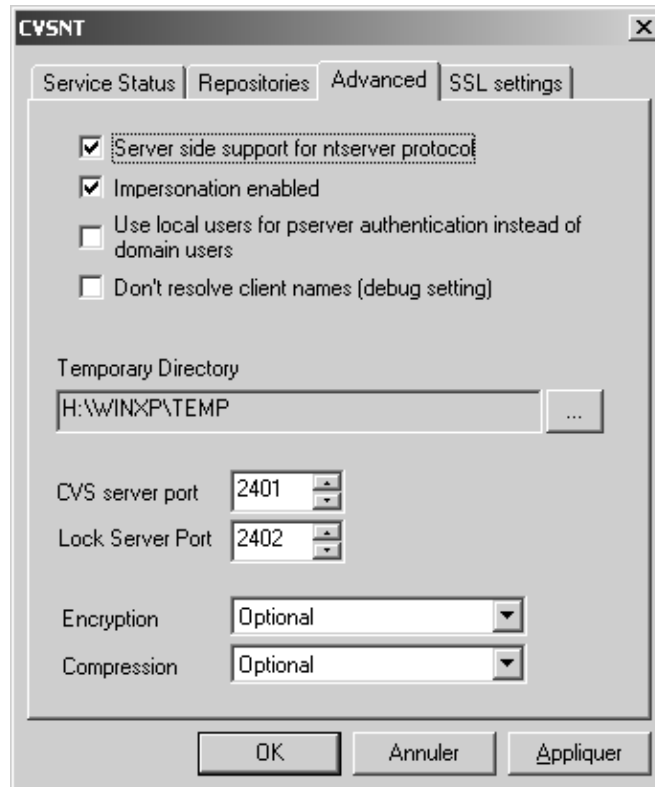 CVSNT
Service Status Repositories Advanced SSL settings
Server side support for ntserver protocol
Impersonation enabled
Use local users for pserver authentication instead of
domain users
Don't resolve client names (debug setting)
Temporary Directory
H:\WINXP\TEMP ...
CVS server port 2401
Lock Server Port 2402
Encryption Optional
Compression Optional
OK Annuler Appliquer